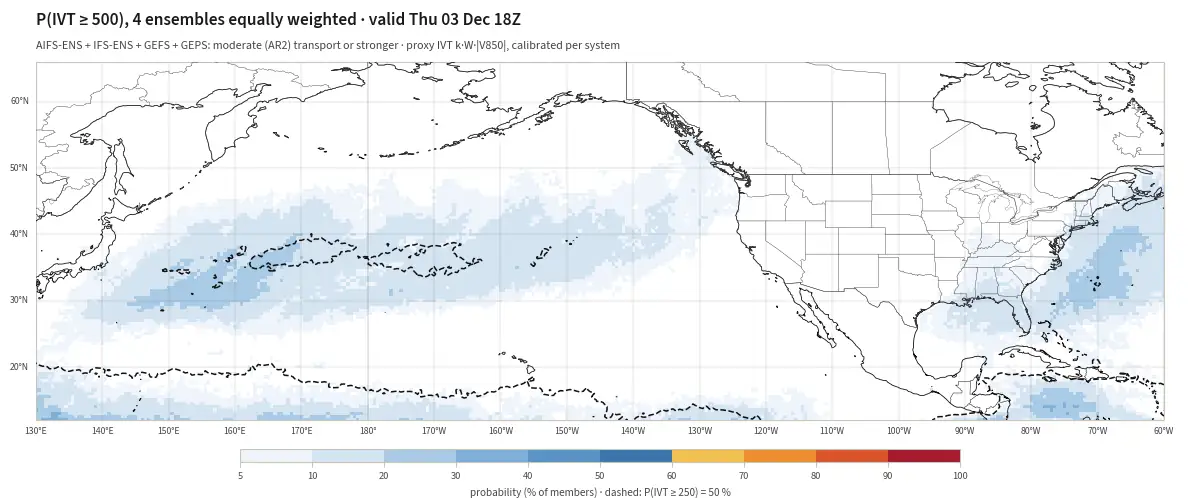 P(IVT ≥ 500), 4 ensembles equally weighted · valid Thu 03 Dec 18Z
AIFS-ENS + IFS-ENS + GEFS + GEPS: moderate (AR2) transport or stronger · proxy IVT k·W·|V850|, calibrated per system
60°N
50°N
40°N
30°N
20°N
130°E 140°E 150°E 160°E 170°E 180° 170°W 160°W 150°W 140°W 130°W 120°W 110°W 100°W 90°W 80°W 70°W 60°W
5 10 20 30 40 50 60 70 80 90 100
probability (% of members) · dashed: P(IVT ≥ 250) = 50 %